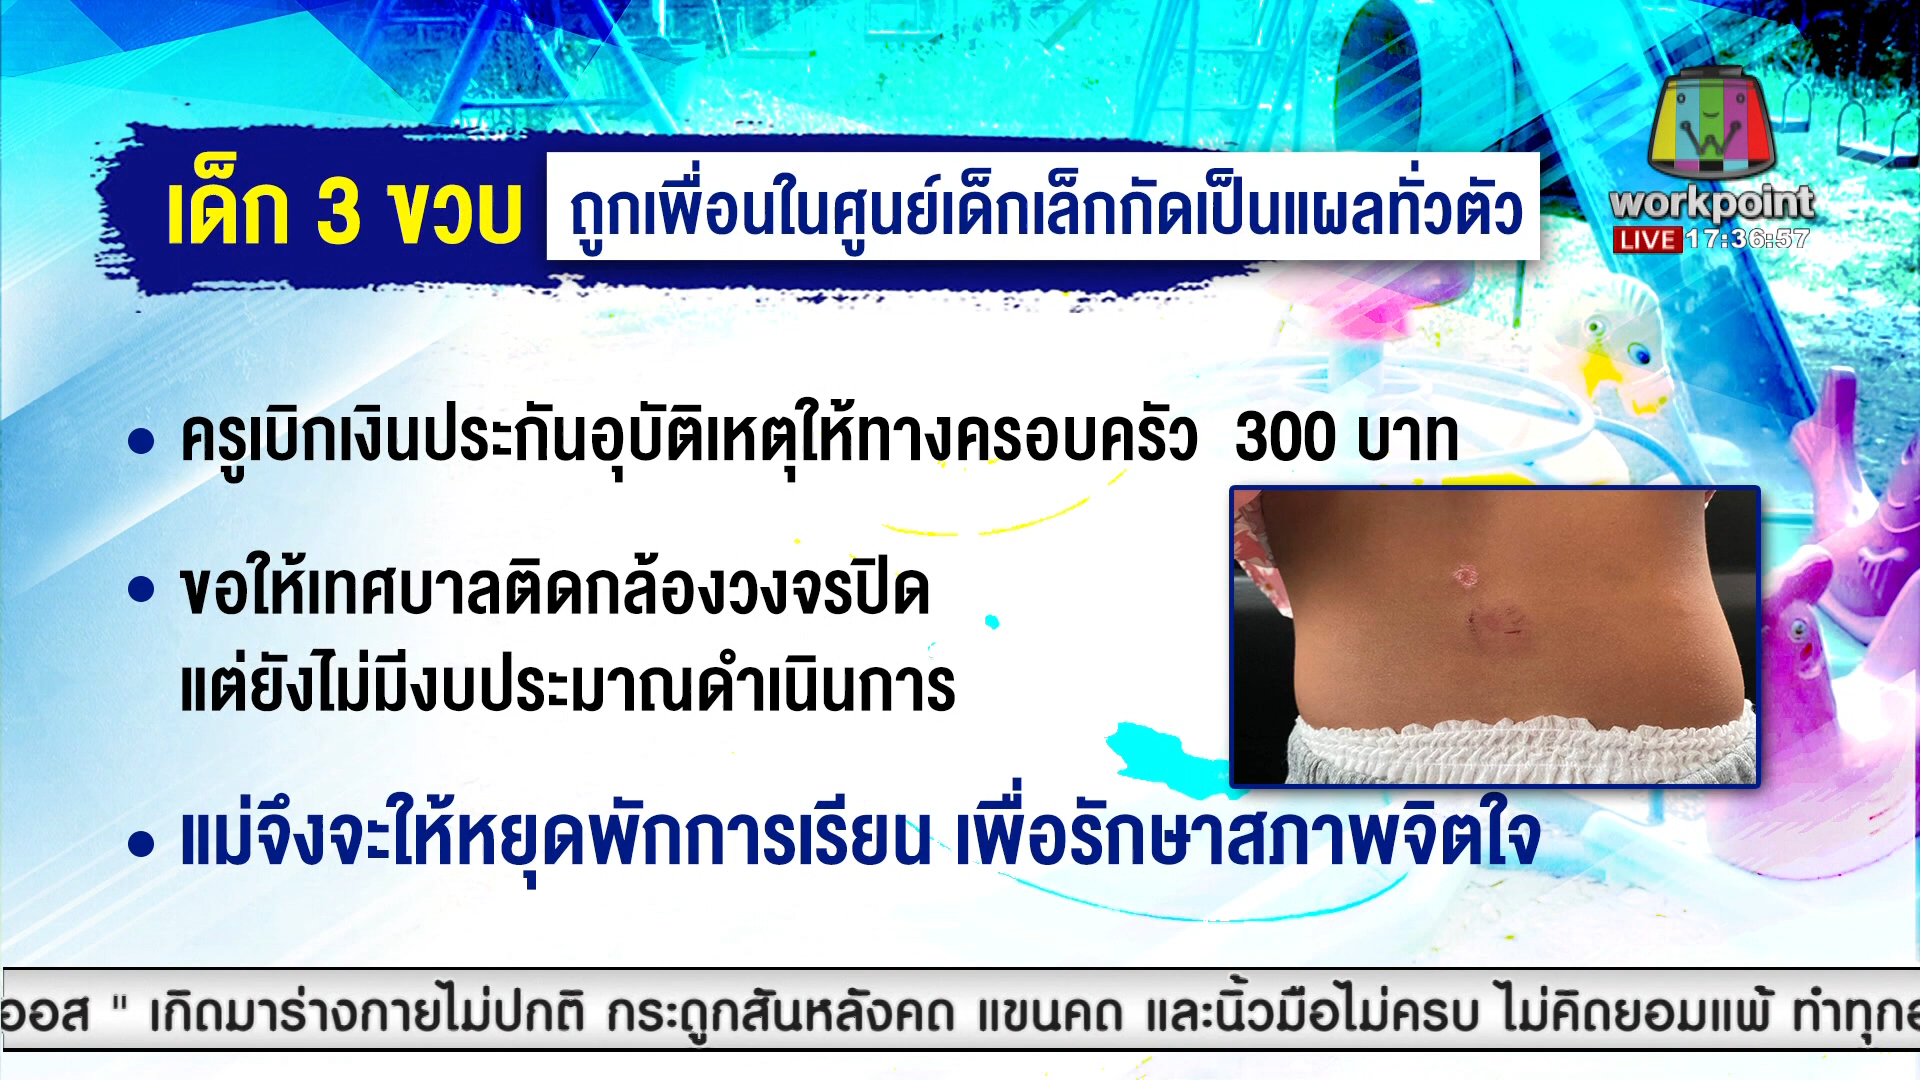 เด็ก 3 ขวบ ถูกเพื่อนในศูนย์เด็กเล็กกัดเป็นแผลทั่วตัว
workpoint
LIVE 17:36:57
• ครูเบิกเงินประกันอุบัติเหตุให้ทางครอบครัว 300 บาท
• ขอให้เทศบาลติดกล้องวงจรปิด
แต่ยังไม่มีงบประมาณดำเนินการ
• แม่จึงจะให้หยุดพักการเรียน เพื่อรักษาสภาพจิตใจ
ออส " เกิดมาร่างกายไม่ปกติ กระดูกสันหลังคด แขนคด และนิ้วมือไม่ครบ ไม่คิดยอมแพ้ ทำทุก